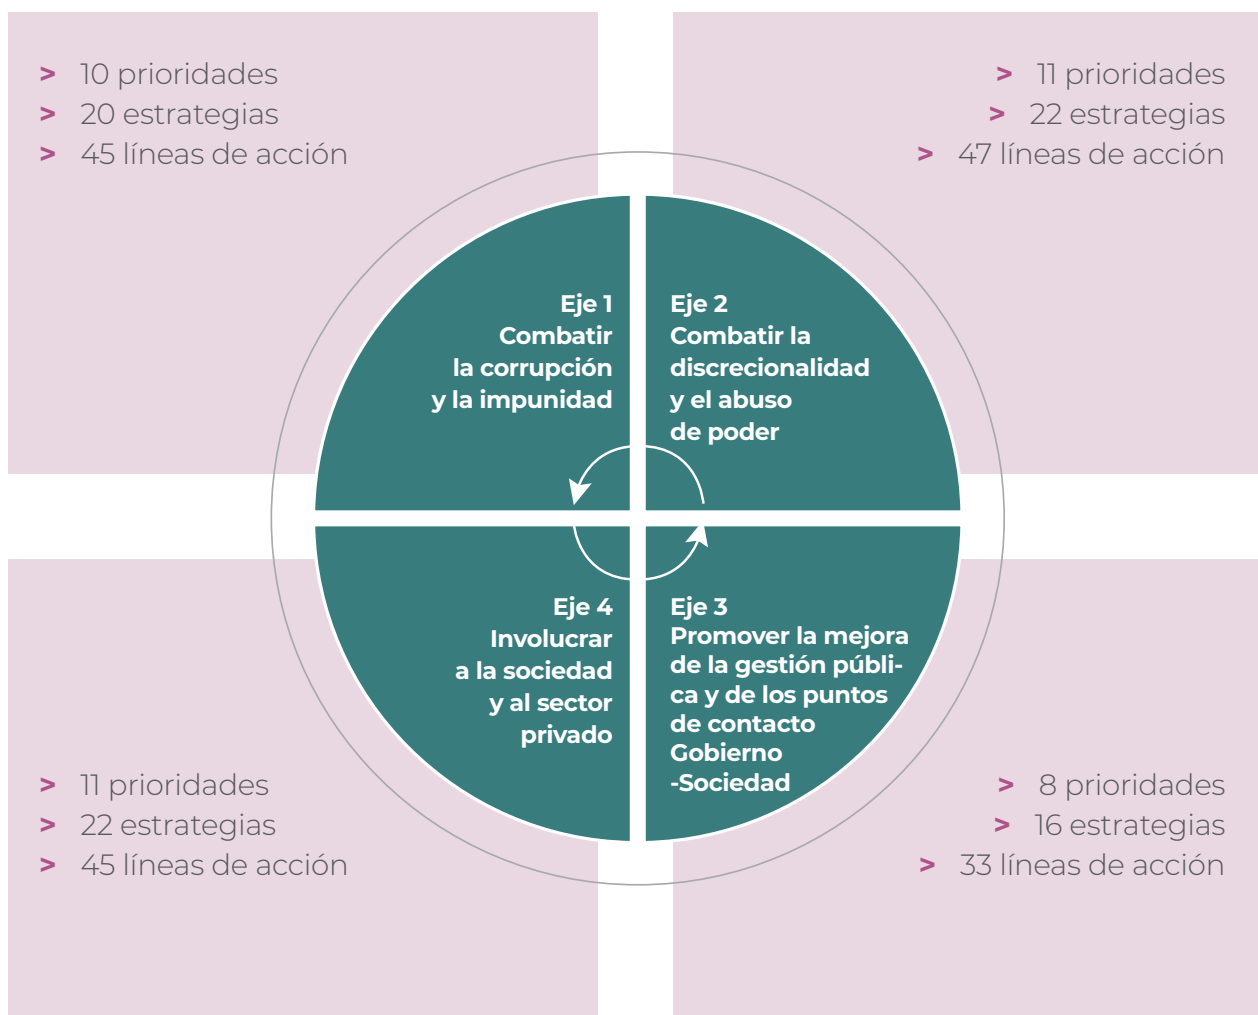 > 10 prioridades
> 20 estrategias
> 45 líneas de acción
> 11 prioridades
> 22 estrategias
> 47 líneas de acción
Eje 1
Combatir
la corrupción
y la impunidad
Eje 2
Combatir la
discrecionalidad
y el abuso
de poder
Eje 4
Involucrar
a la sociedad
y al sector
privado
Eje 3
Promover la mejora
de la gestión públi-
ca y de los puntos
de contacto
Gobierno
-Sociedad
> 11 prioridades
> 22 estrategias
> 45 líneas de acción
> 8 prioridades
> 16 estrategias
> 33 líneas de acción